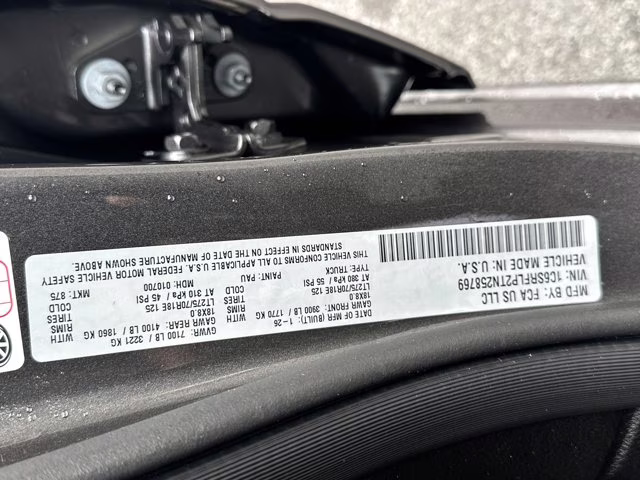 MFD BY: FCA US LLC
DATE OF MFR (BUILT): 1-26
GVWR: 7100 LB / 3221 KG
GAWR FRONT: 3900 LB / 1770 KG
GAWR REAR: 4100 LB / 1860 KG
WITH
18X8.0
RIMS
18X8.0
WITH
LT275/70R18E 125
TIRES
LT275/70R18E 125
RIMS
AT 380 kPa / 55 PSI
COLD
AT 310 kPa / 45 PSI
TIRES
COLD
VIN: 1C6SRFLP2TN258769
TYPE: TRUCK
PAINT: PAU
MDH: 010700
MKT: 875
VEHICLE MADE IN: U.S.A.
THIS VEHICLE CONFORMS TO ALL APPLICABLE U.S.A. FEDERAL MOTOR VEHICLE SAFETY
STANDARDS IN EFFECT ON THE DATE OF MANUFACTURE SHOWN ABOVE.